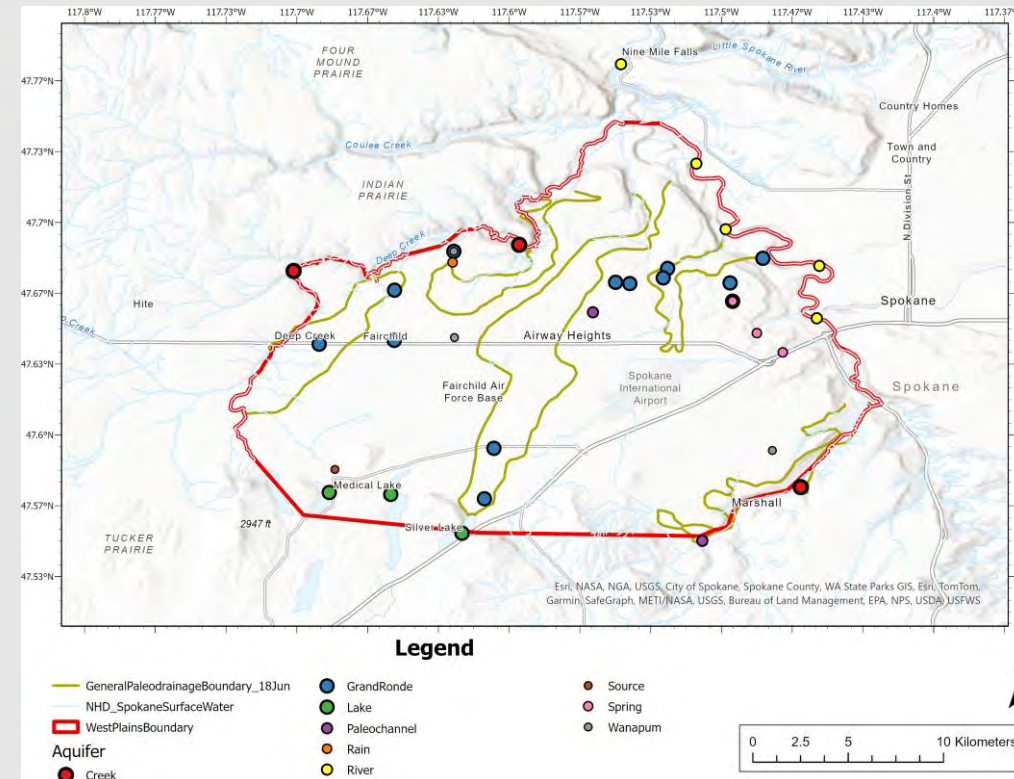 117.8°W 117.77°W 117.73°W 117.7°W 117.67°W 117.63°W 117.6°W 117.57°W 117.53°W 117.5°W 117.47°W 117.43°W 117.4°W 117.37°
47.77°N
47.73°N
47.7°N
47.67°N
47.63°N
47.6°N
47.57°N
47.53°N
FOUR
MOUND
PRAIRIE
Nine Mile Falls
Little Spokane
River
Country Homes
Town and
Country
N Division St
Coulee Creek
INDIAN
PRAIRIE
Deep Creek
Hite
Creek
Deep Creek
Fairchild
Airway Heights
Spokane
Fairchild Air
Force Base
Spokane
International
Airport
Spokane
Medical Lake
Marshall
2947 ft
Silver Lake
TUCKER
PRAIRIE
Esri, NASA, NGA, USGS, City of Spokane, Spokane County, WA State Parks GIS, Esri, TomTom,
Garmin, SafeGraph, METI/NASA, USGS, Bureau of Land Management, EPA, NPS, USDA, USFWS
Legend
GeneralPaleodrainageBoundary_18Jun
NHD_SpokaneSurfaceWater
WestPlainsBoundary
Aquifer
Creek
GrandRonde
Lake
Paleochannel
Rain
River
Source
Spring
Wanapum
0 2.5 5 10 Kilometers